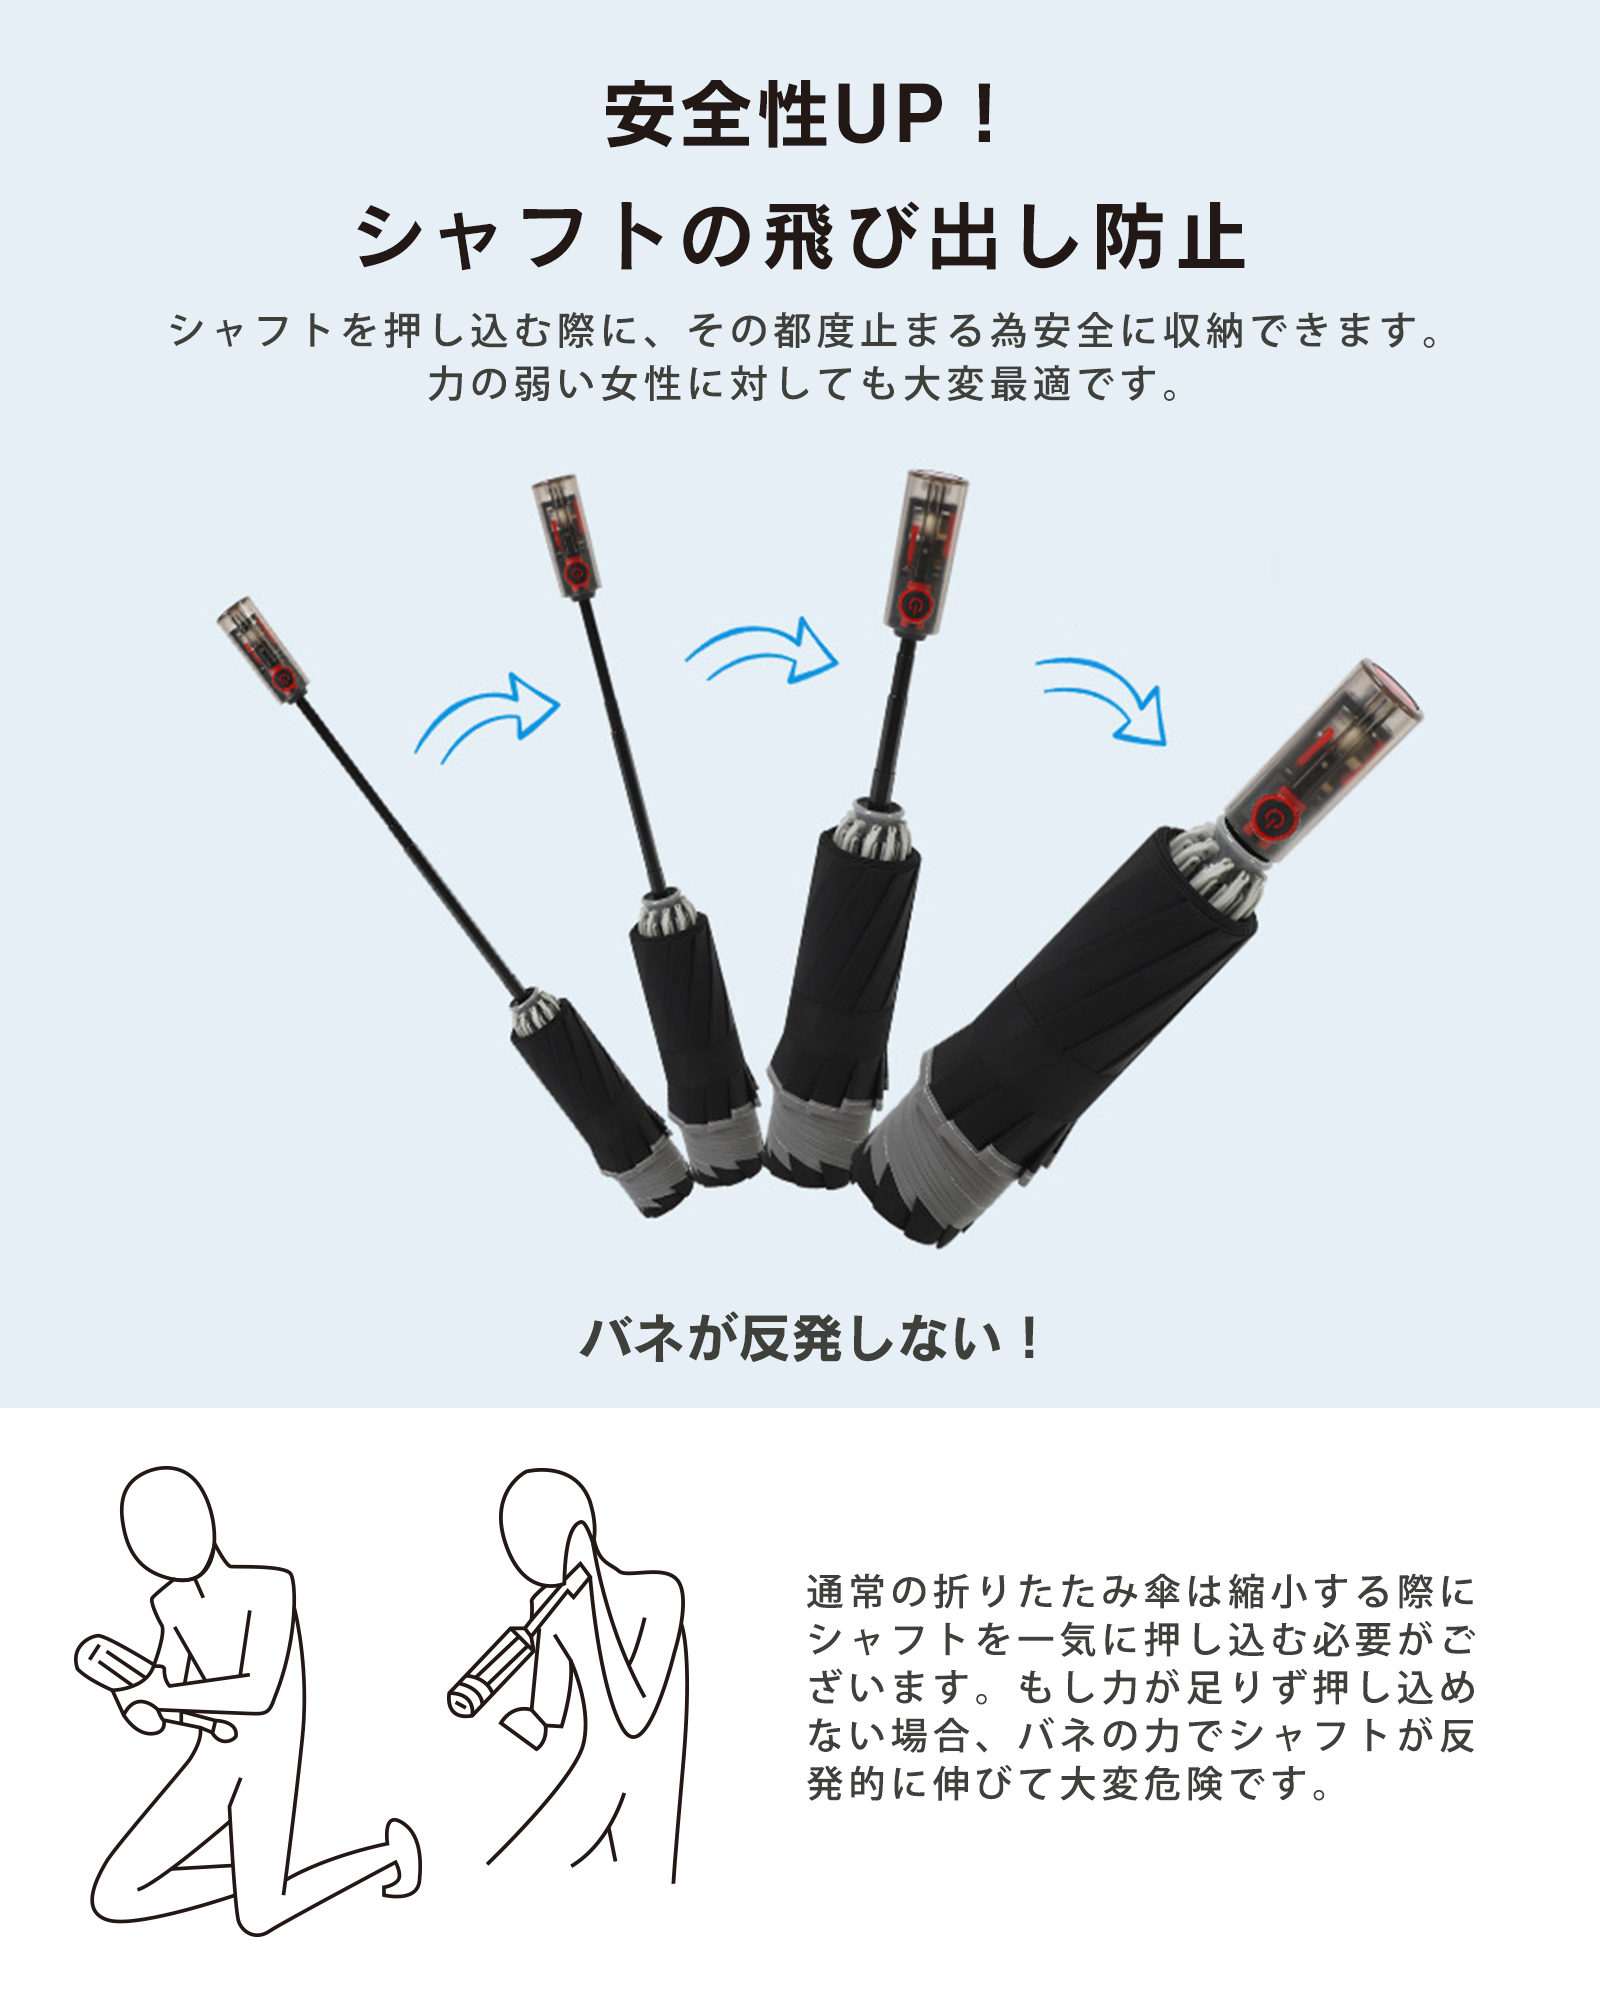 安全性UP！
シャフトの飛び出し防止
シャフトを押し込む際に、その都度止まる為安全に収納できます。
力の弱い女性に対しても大変最適です。
バネが反発しない！
通常の折りたたみ傘は縮小する際に
シャフトを一気に押し込む必要がご
ざいます。もし力が足りず押し込め
ない場合、バネの力でシャフトが反
発的に伸びて大変危険です。